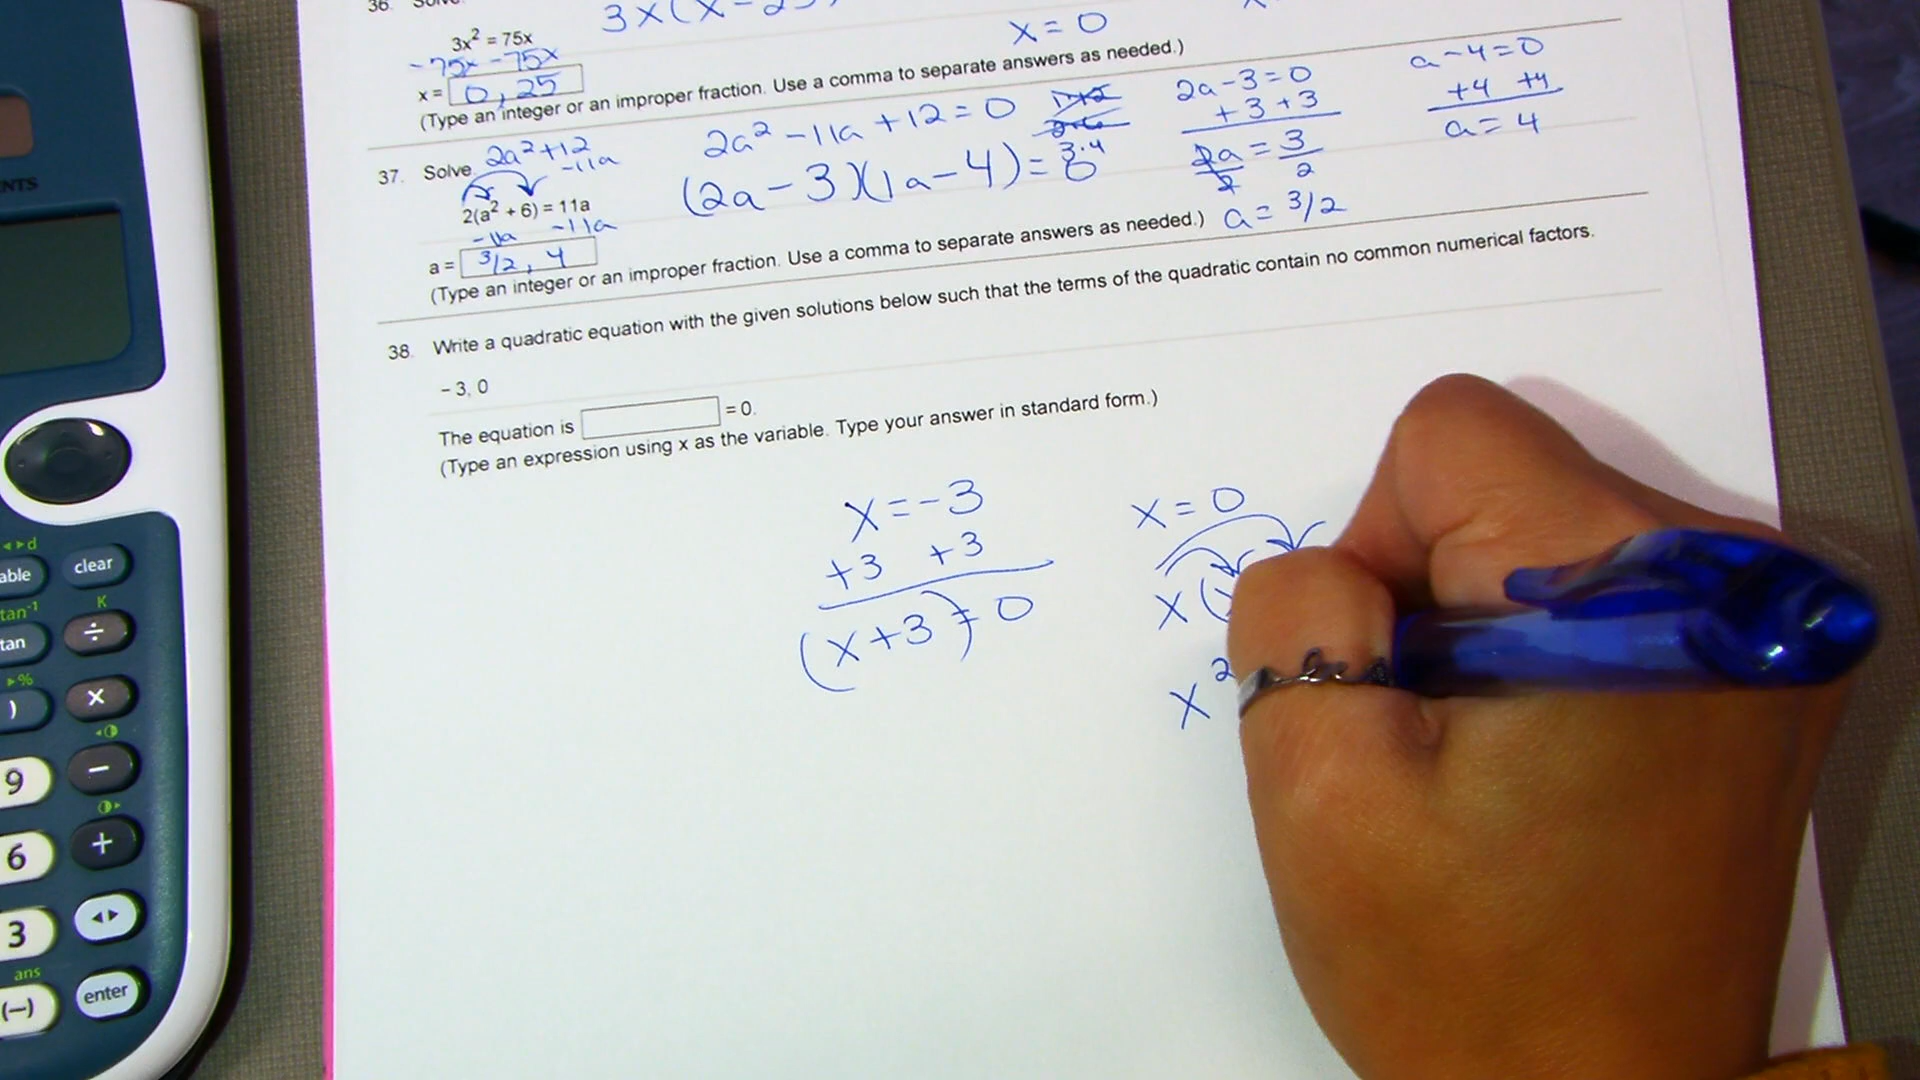 36. Solve.
3x(x-25)
3x² = 75x
-75x -75x
x = 0, 25
x = 0
(Type an integer or an improper fraction. Use a comma to separate answers as needed.)
37. Solve.
2a²+12
-11a
2(a² + 6) = 11a
-11a -11a
a = 3/2, 4
2a² - 11a + 12 = 0
(2a - 3)(1a - 4) = 0
1·12
2·6
3·4
2a - 3 = 0
+3 +3
2a = 3
2 2
a = 3/2
a - 4 = 0
+4 +4
a = 4
(Type an integer or an improper fraction. Use a comma to separate answers as needed.)
38. Write a quadratic equation with the given solutions below such that the terms of the quadratic contain no common numerical factors.
- 3, 0
The equation is = 0.
(Type an expression using x as the variable. Type your answer in standard form.)
x = -3
+3 +3
(x+3) = 0
x = 0
x(
x²
NTS
◂▸d
able
clear
tan⁻¹
K
tan
÷
▸%
)
×
9
−
6
+
3
◂▸
ans
(−)
enter